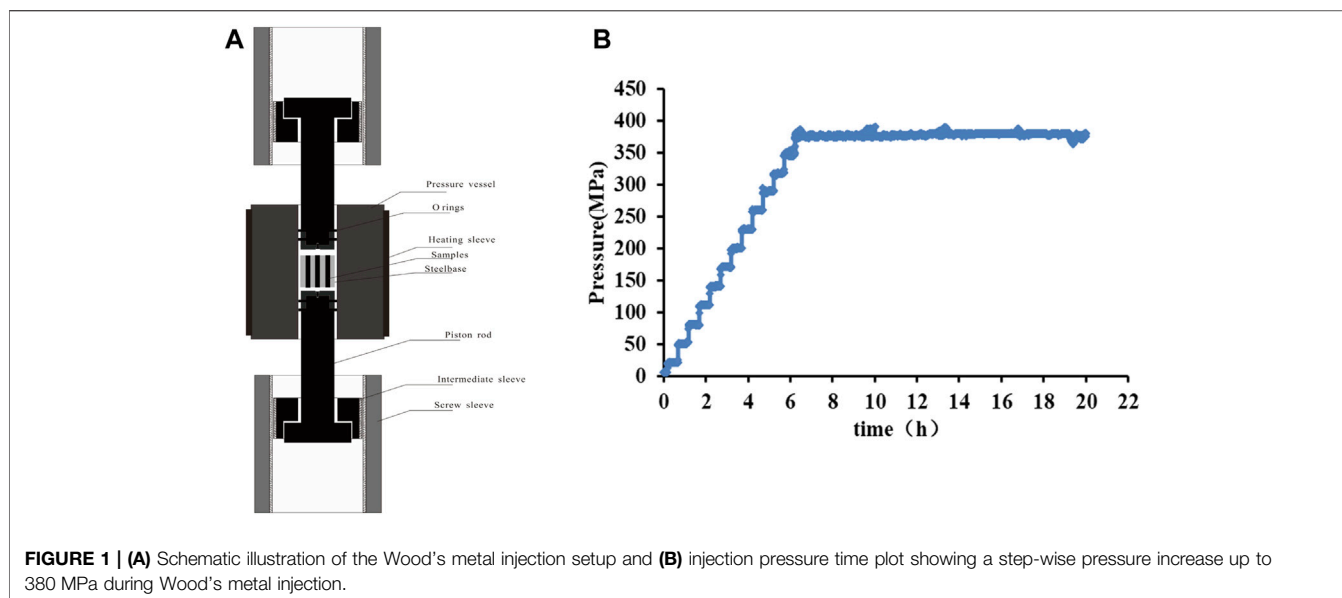 A
Pressure vessel
O rings
Heating sleeve
Samples
Steelbase
Piston rod
Intermediate sleeve
Screw sleeve
B
450
400
350
300
250
200
150
100
50
0
Pressure(MPa)
0 2 4 6 8 10 12 14 16 18 20 22
time（h）
FIGURE 1 | (A) Schematic illustration of the Wood's metal injection setup and (B) injection pressure time plot showing a step-wise pressure increase up to
380 MPa during Wood's metal injection.